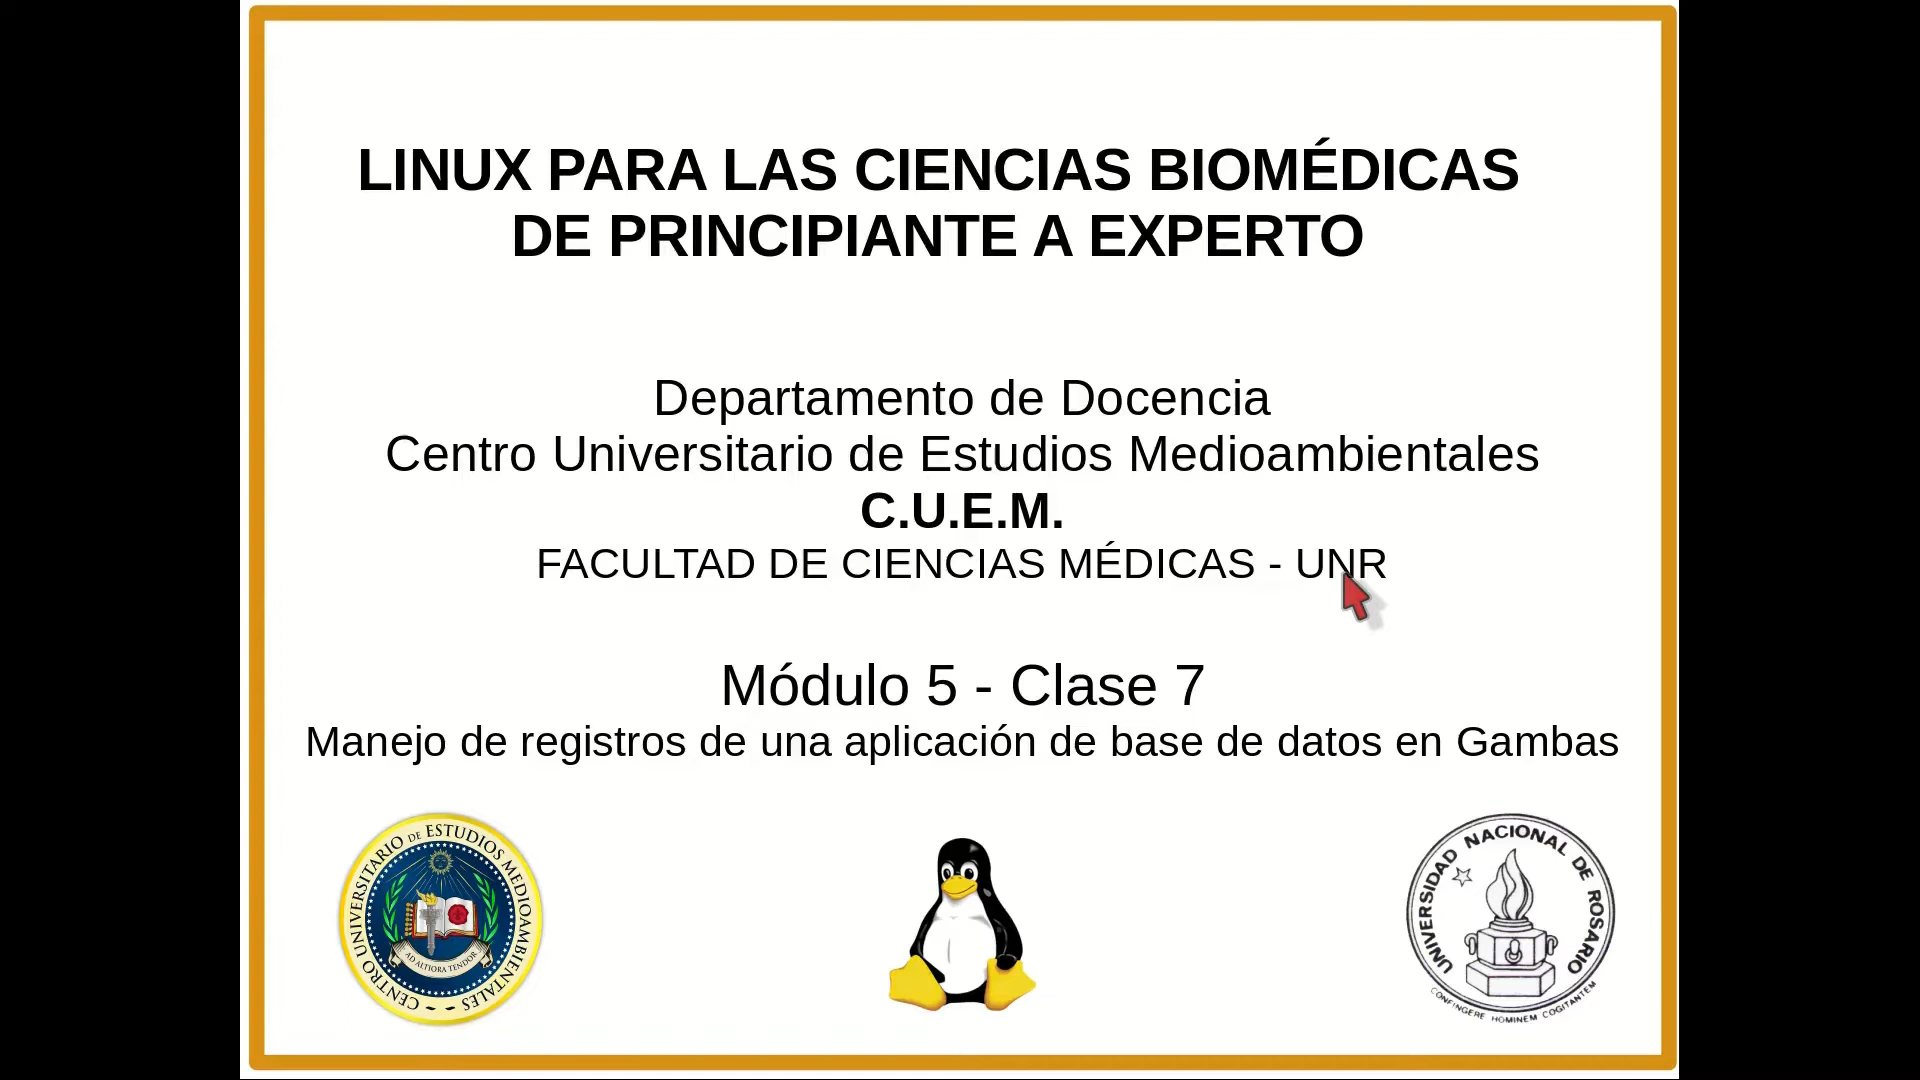 LINUX PARA LAS CIENCIAS BIOMÉDICAS
DE PRINCIPIANTE A EXPERTO
Departamento de Docencia
Centro Universitario de Estudios Medioambientales
C.U.E.M.
FACULTAD DE CIENCIAS MÉDICAS - UNR
Módulo 5 - Clase 7
Manejo de registros de una aplicación de base de datos en Gambas
CENTRO UNIVERSITARIO DE ESTUDIOS MEDIOAMBIENTALES
AD ALTIORA TENDOR
UNIVERSIDAD NACIONAL DE ROSARIO
CONFINGERE HOMINEM COGITANTEM